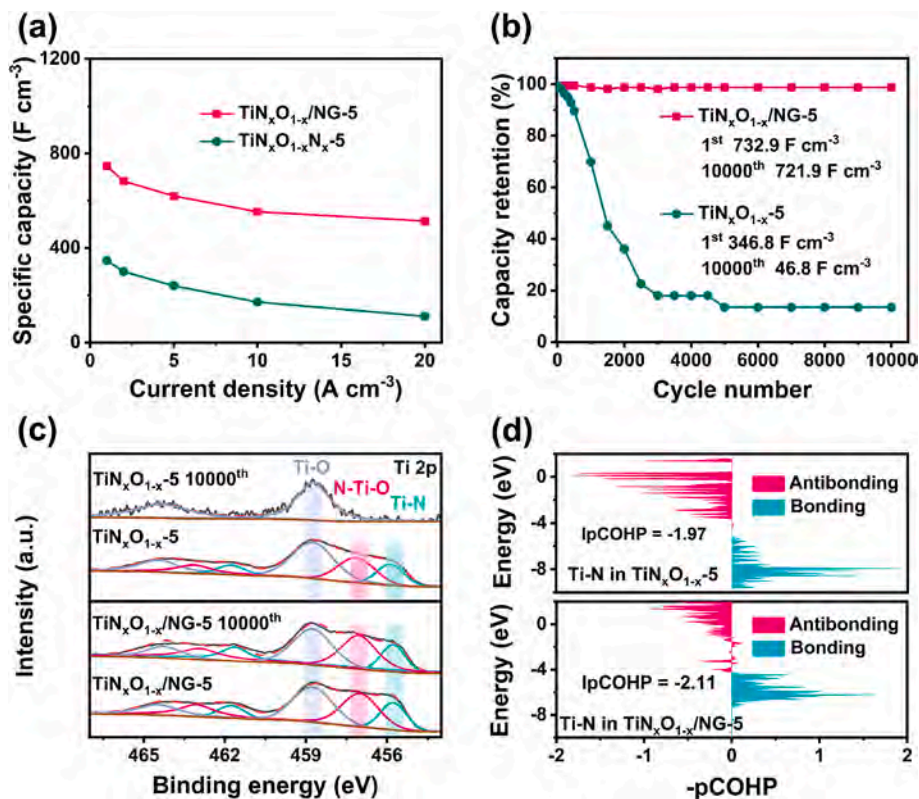 (a)
Specific capacity (F cm⁻³)
1200
800
400
0
TiNₓO₁₋ₓ/NG-5
TiNₓO₁₋ₓNₓ-5
0 5 10 15 20
Current density (A cm⁻³)
(b)
Capacity retention (%)
100
80
60
40
20
0
TiNₓO₁₋ₓ/NG-5
1ˢᵗ 732.9 F cm⁻³
10000ᵗʰ 721.9 F cm⁻³
TiNₓO₁₋ₓ-5
1ˢᵗ 346.8 F cm⁻³
10000ᵗʰ 46.8 F cm⁻³
0 2000 4000 6000 8000 10000
Cycle number
(c)
Intensity (a.u.)
TiNₓO₁₋ₓ-5 10000ᵗʰ
Ti-O
Ti 2p
N-Ti-O
Ti-N
TiNₓO₁₋ₓ-5
TiNₓO₁₋ₓ/NG-5 10000ᵗʰ
TiNₓO₁₋ₓ/NG-5
465 462 459 456
Binding energy (eV)
(d)
Energy (eV)
0
-4
-8
Antibonding
Bonding
IpCOHP = -1.97
Ti-N in TiNₓO₁₋ₓ-5
Energy (eV)
0
-4
-8
Antibonding
Bonding
IpCOHP = -2.11
Ti-N in TiNₓO₁₋ₓ/NG-5
-2 -1 0 1 2
-pCOHP